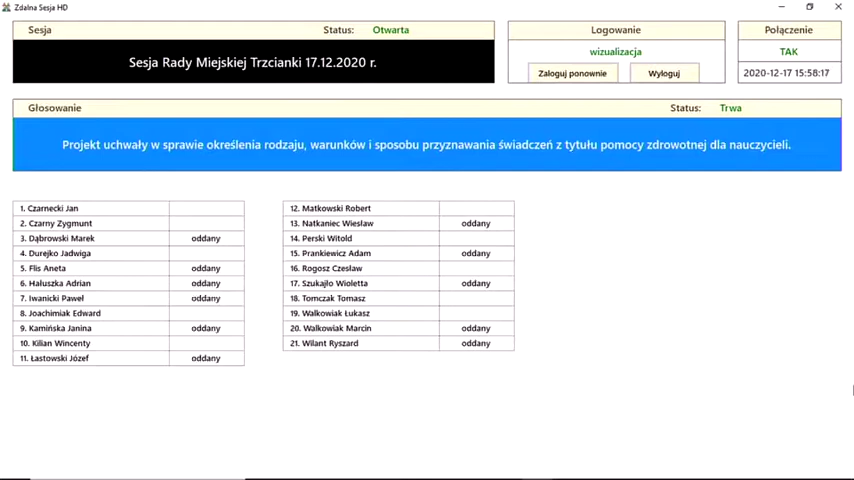 Zdalna Sesja HD
Sesja Status: Otwarta
Sesja Rady Miejskiej Trzcianki 17.12.2020 r.
Logowanie
wizualizacja
Zaloguj ponownie Wyloguj
Połączenie
TAK
2020-12-17 15:58:17
Głosowanie Status: Trwa
Projekt uchwały w sprawie określenia rodzaju, warunków i sposobu przyznawania świadczeń z tytułu pomocy zdrowotnej dla nauczycieli.
1. Czarnecki Jan
2. Czarny Zygmunt
3. Dąbrowski Marek oddany
4. Durejko Jadwiga
5. Flis Aneta oddany
6. Hałuszka Adrian oddany
7. Iwanicki Paweł oddany
8. Joachimiak Edward
9. Kamińska Janina oddany
10. Kilian Wincenty
11. Łastowski Józef oddany
12. Matkowski Robert
13. Natkaniec Wiesław oddany
14. Perski Witold
15. Prankiewicz Adam oddany
16. Rogosz Czesław
17. Szukajło Wioletta oddany
18. Tomczak Tomasz
19. Walkowiak Łukasz
20. Walkowiak Marcin oddany
21. Wilant Ryszard oddany